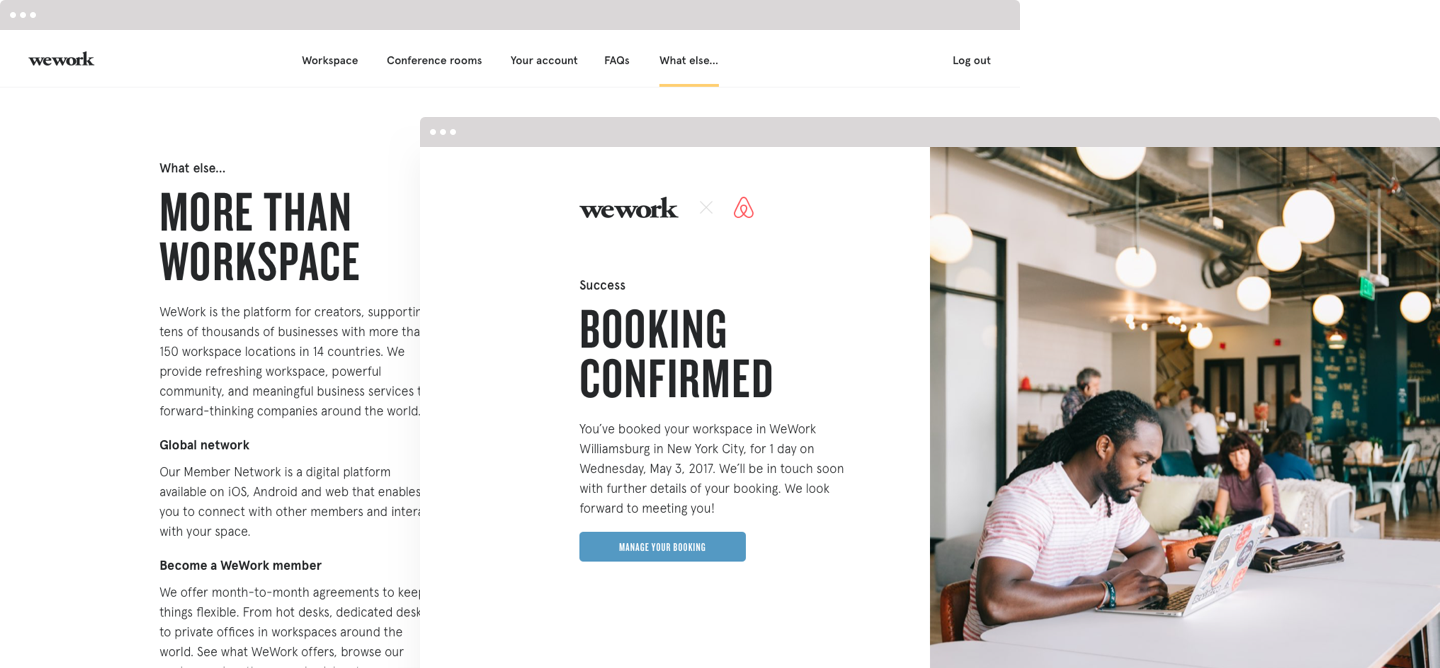 wework
Workspace Conference rooms Your account FAQs What else... Log out
What else...
MORE THAN
WORKSPACE
WeWork is the platform for creators, supportin
tens of thousands of businesses with more tha
150 workspace locations in 14 countries. We
provide refreshing workspace, powerful
community, and meaningful business services t
forward-thinking companies around the world.
Global network
Our Member Network is a digital platform
available on iOS, Android and web that enables
you to connect with other members and intera
with your space.
Become a WeWork member
We offer month-to-month agreements to keep
things flexible. From hot desks, dedicated desk
to private offices in workspaces around the
world. See what WeWork offers, browse our
wework
Success
BOOKING
CONFIRMED
You’ve booked your workspace in WeWork
Williamsburg in New York City, for 1 day on
Wednesday, May 3, 2017. We’ll be in touch soon
with further details of your booking. We look
forward to meeting you!
MANAGE YOUR BOOKING